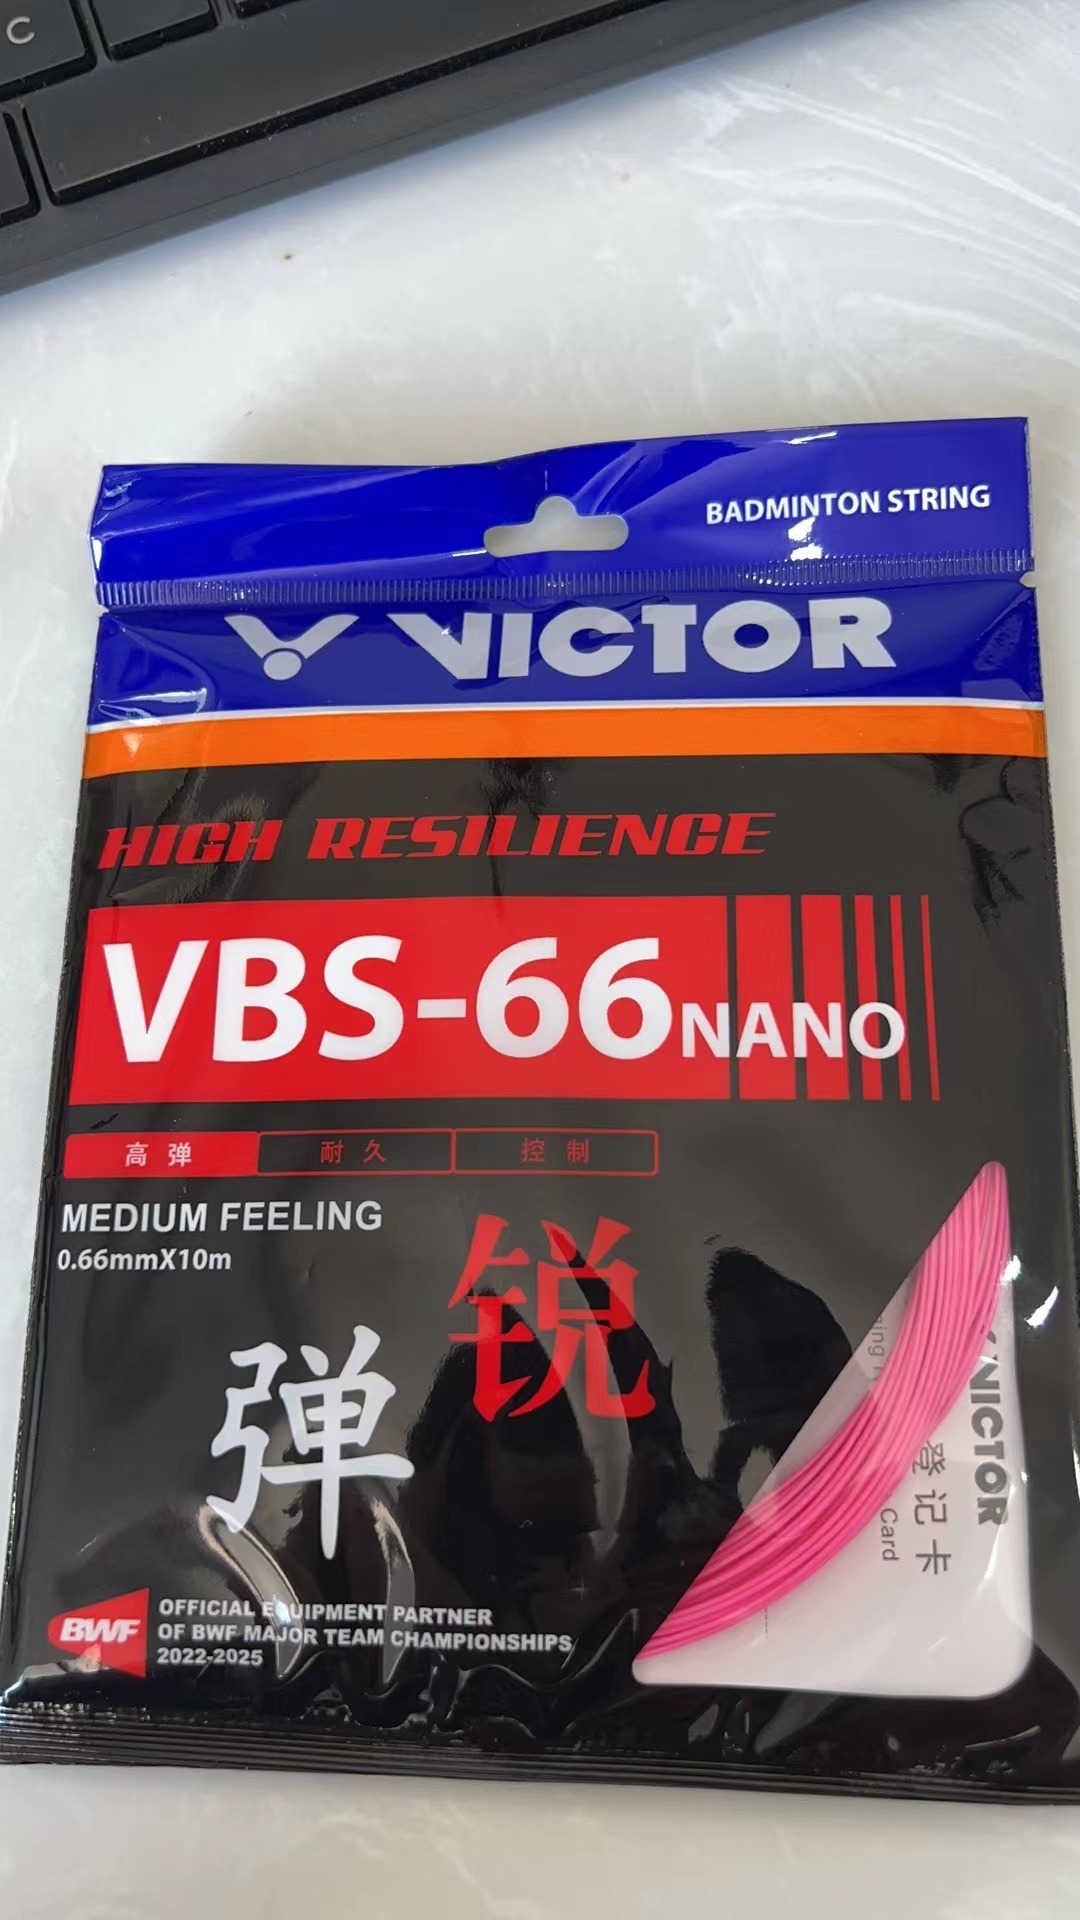 C
BADMINTON STRING
VICTOR
HIGH RESILIENCE
VBS-66 NANO
高弹 耐久 控制
MEDIUM FEELING
0.66mmX10m
锐
弹
VICTOR
登记卡
Card
BWF
OFFICIAL EQUIPMENT PARTNER
OF BWF MAJOR TEAM CHAMPIONSHIPS
2022-2025